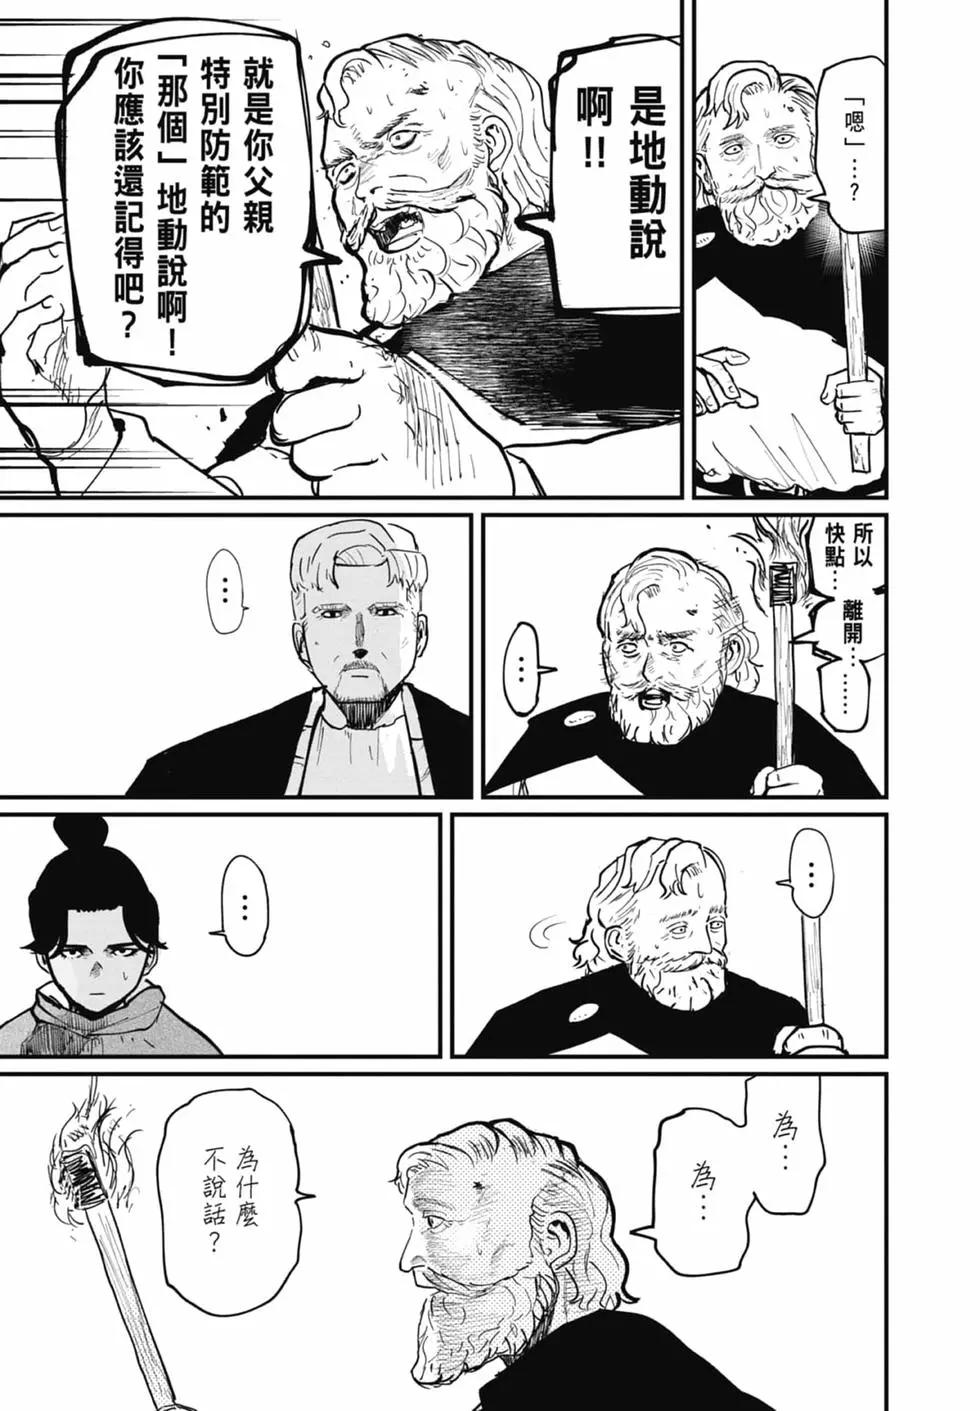 「嗯」…?
是地動說
啊!!
就是你父親
特別防範的
「那個」地動說啊!
你應該還記得吧?
所以
快點…
離開……
…
…
…
…
為…
為…
為什麼
不說話?